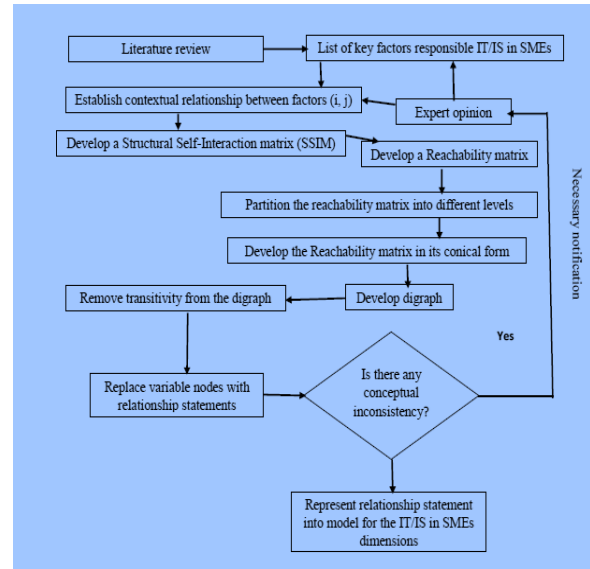 Literature review
List of key factors responsible IT/IS in SMEs
Establish contextual relationship between factors (i, j)
Expert opinion
Develop a Structural Self-Interaction matrix (SSIM)
Develop a Reachability matrix
Partition the reachability matrix into different levels
Develop the Reachability matrix in its conical form
Remove transitivity from the digraph
Develop digraph
Necessary notification
Yes
Replace variable nodes with
relationship statements
Is there any
conceptual
inconsistency?
Represent relationship statement
into model for the IT/IS in SMEs
dimensions